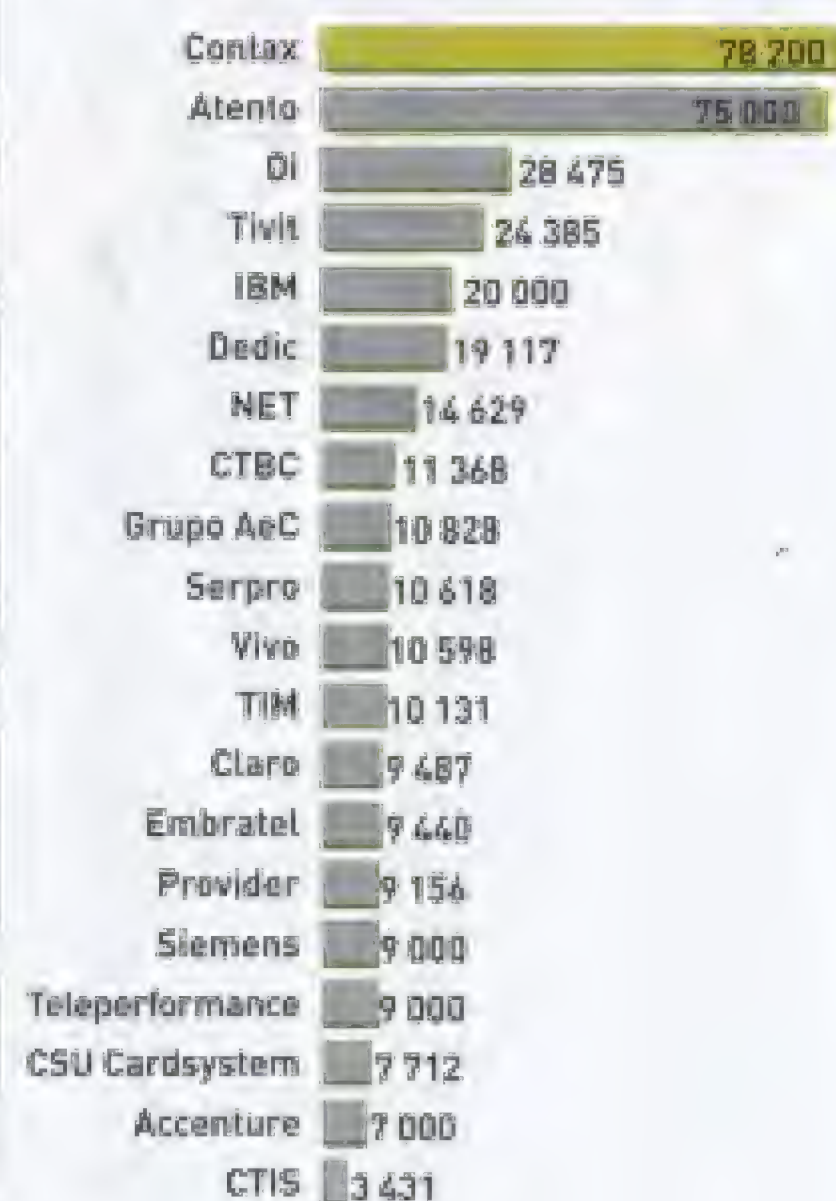 Contax 78 700
Atento 75 000
Oi 28 475
Tivit 24 385
IBM 20 000
Dedic 19 117
NET 14 629
CTBC 11 368
Grupo AeC 10 828
Serpro 10 618
Vivo 10 598
TIM 10 131
Claro 9 487
Embratel 9 440
Provider 9 156
Siemens 9 000
Teleperformance 9 000
CSU Cardsystem 7 712
Accenture 7 000
CTIS 3 431